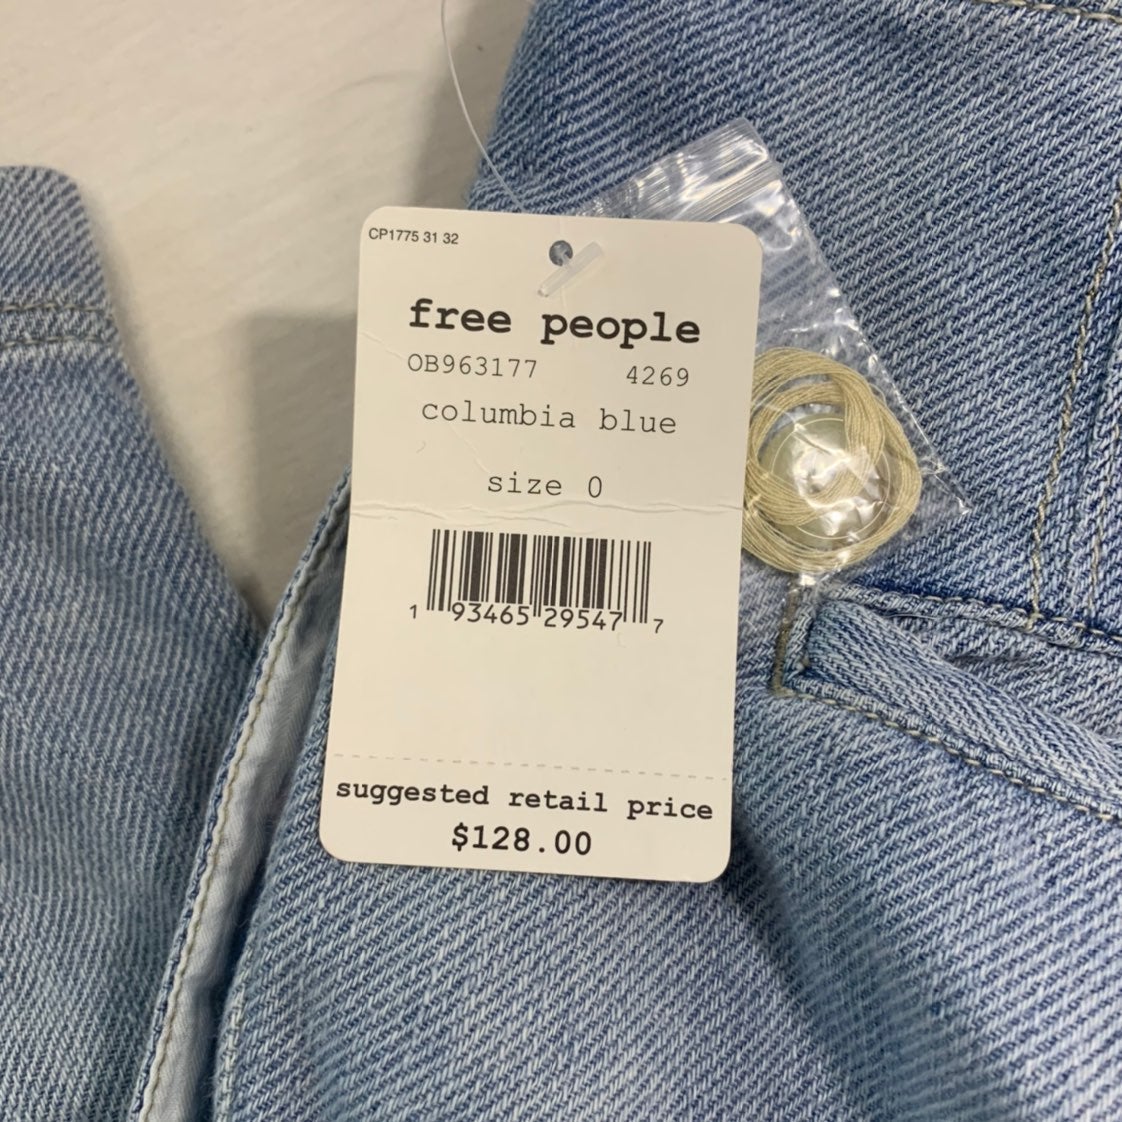 CP1775 31 32
free people
OB963177 4269
columbia blue
size 0
1 93465 29547 7
suggested retail price
$128.00